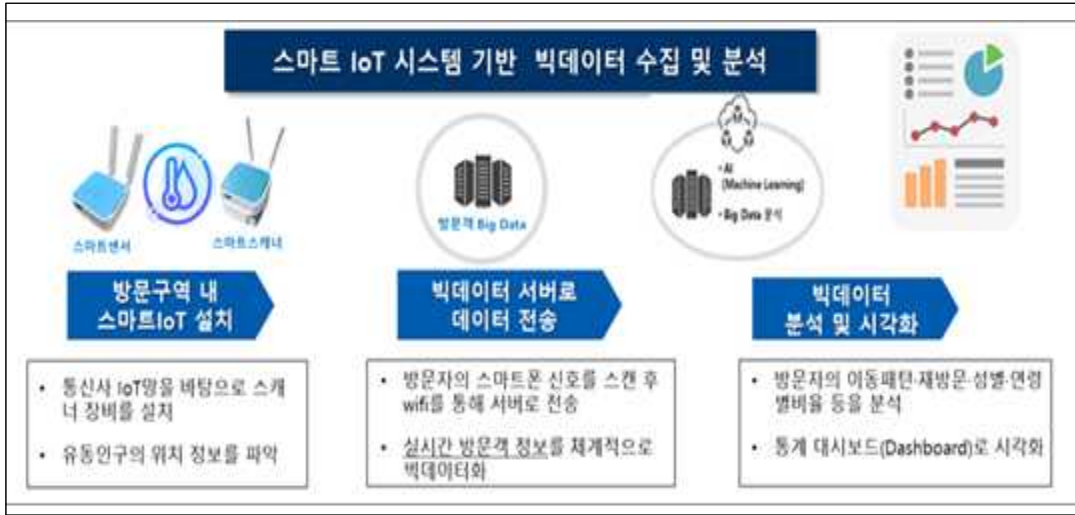 스마트 IoT 시스템 기반 빅데이터 수집 및 분석
스마트센서
스마트스캐너
방문객 Big Data
• AI
(Machine Learning)
• Big Data 분석
방문구역 내
스마트IoT 설치
빅데이터 서버로
데이터 전송
빅데이터
분석 및 시각화
• 통신사 IoT망을 바탕으로 스캐
너 장비를 설치
• 유동인구의 위치 정보를 파악
• 방문자의 스마트폰 신호를 스캔 후
wifi를 통해 서버로 전송
• 실시간 방문객 정보를 체계적으로
빅데이터화
• 방문자의 이동패턴·재방문·성별·연령
별비율 등을 분석
• 통계 대시보드(Dashboard)로 시각화